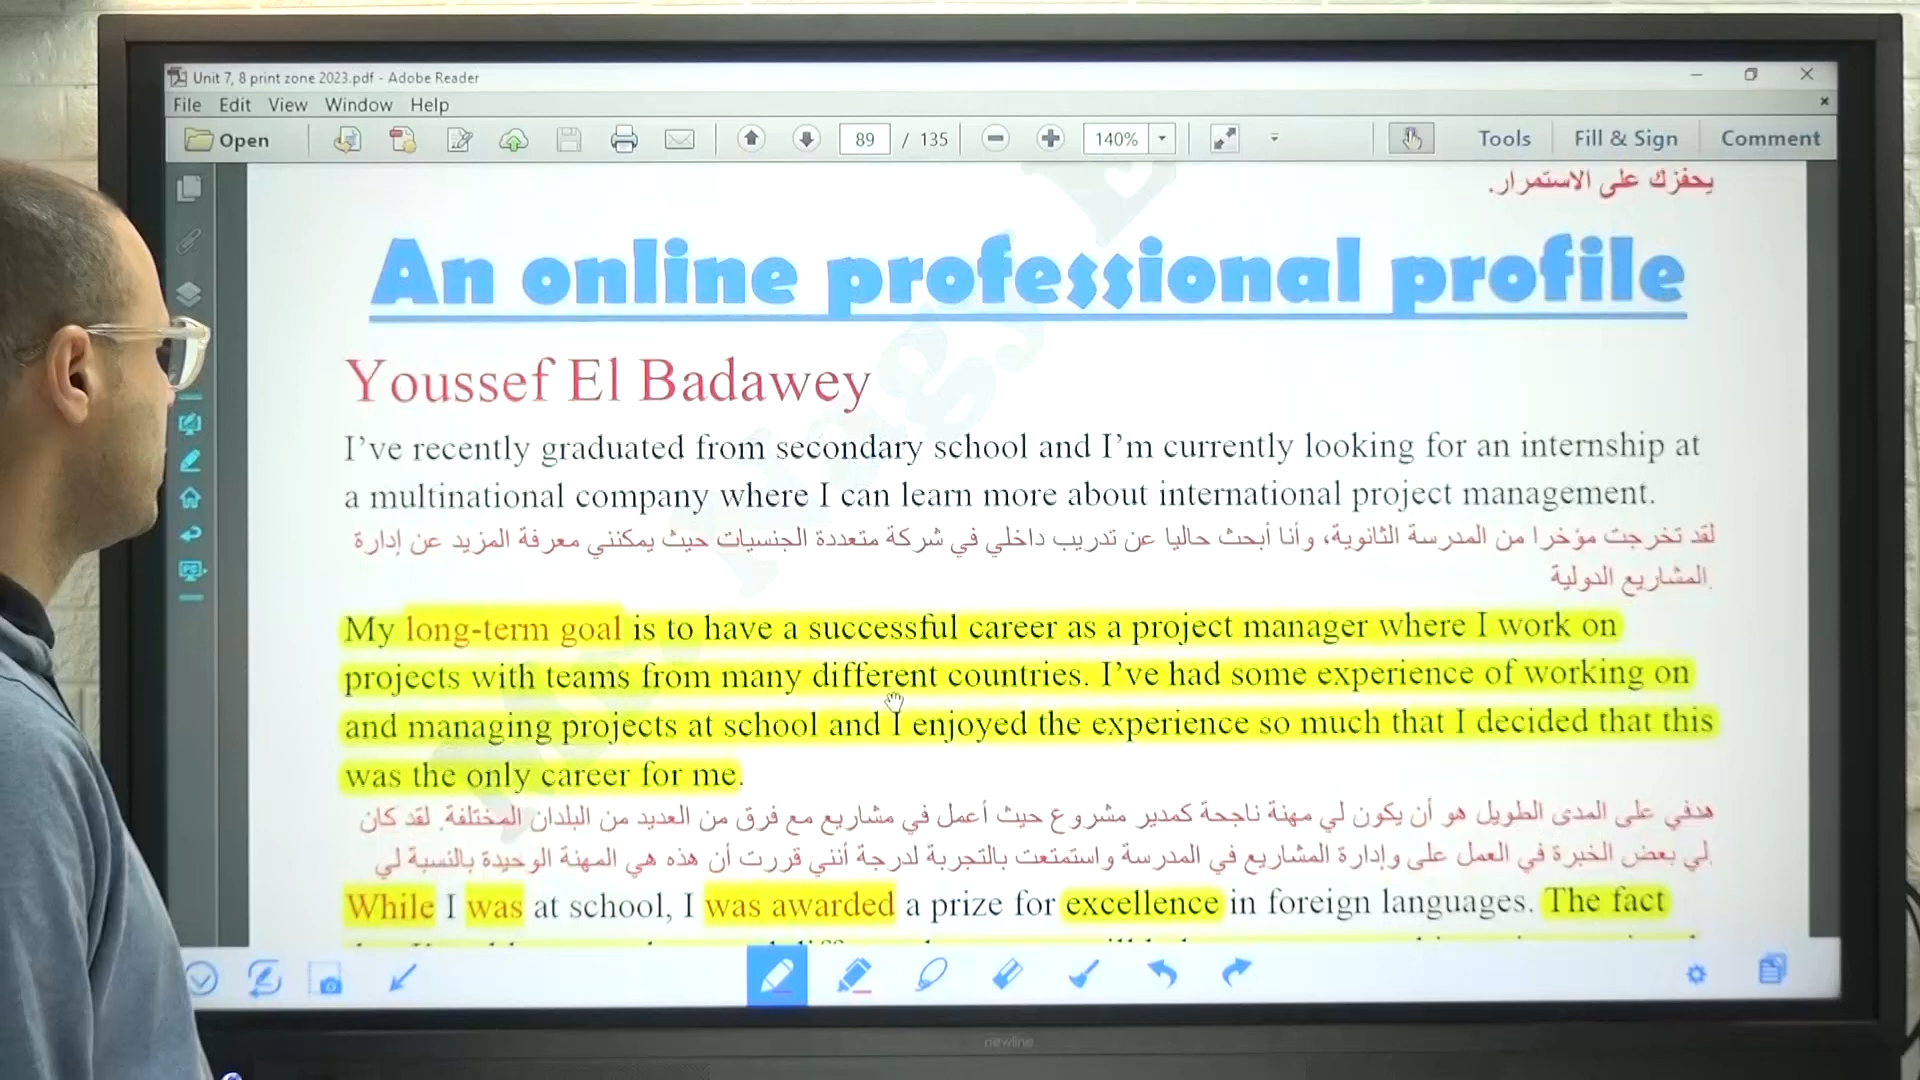 Unit 7, 8 print zone 2023.pdf - Adobe Reader
File Edit View Window Help
Open 89 / 135 140% Tools Fill & Sign Comment
يحفزك على الاستمرار.
An online professional profile
Youssef El Badawey
I've recently graduated from secondary school and I'm currently looking for an internship at
a multinational company where I can learn more about international project management.
لقد تخرجت مؤخرا من المدرسة الثانوية، وأنا أبحث حاليا عن تدريب داخلي في شركة متعددة الجنسيات حيث يمكنني معرفة المزيد عن إدارة
المشاريع الدولية.
My long-term goal is to have a successful career as a project manager where I work on
projects with teams from many different countries. I've had some experience of working on
and managing projects at school and I enjoyed the experience so much that I decided that this
was the only career for me.
هدفي على المدى الطويل هو أن يكون لي مهنة ناجحة كمدير مشروع حيث أعمل في مشاريع مع فرق من العديد من البلدان المختلفة. لقد كان
لي بعض الخبرة في العمل على وإدارة المشاريع في المدرسة واستمتعت بالتجربة لدرجة أنني قررت أن هذه هي المهنة الوحيدة بالنسبة لي.
While I was at school, I was awarded a prize for excellence in foreign languages. The fact
newline